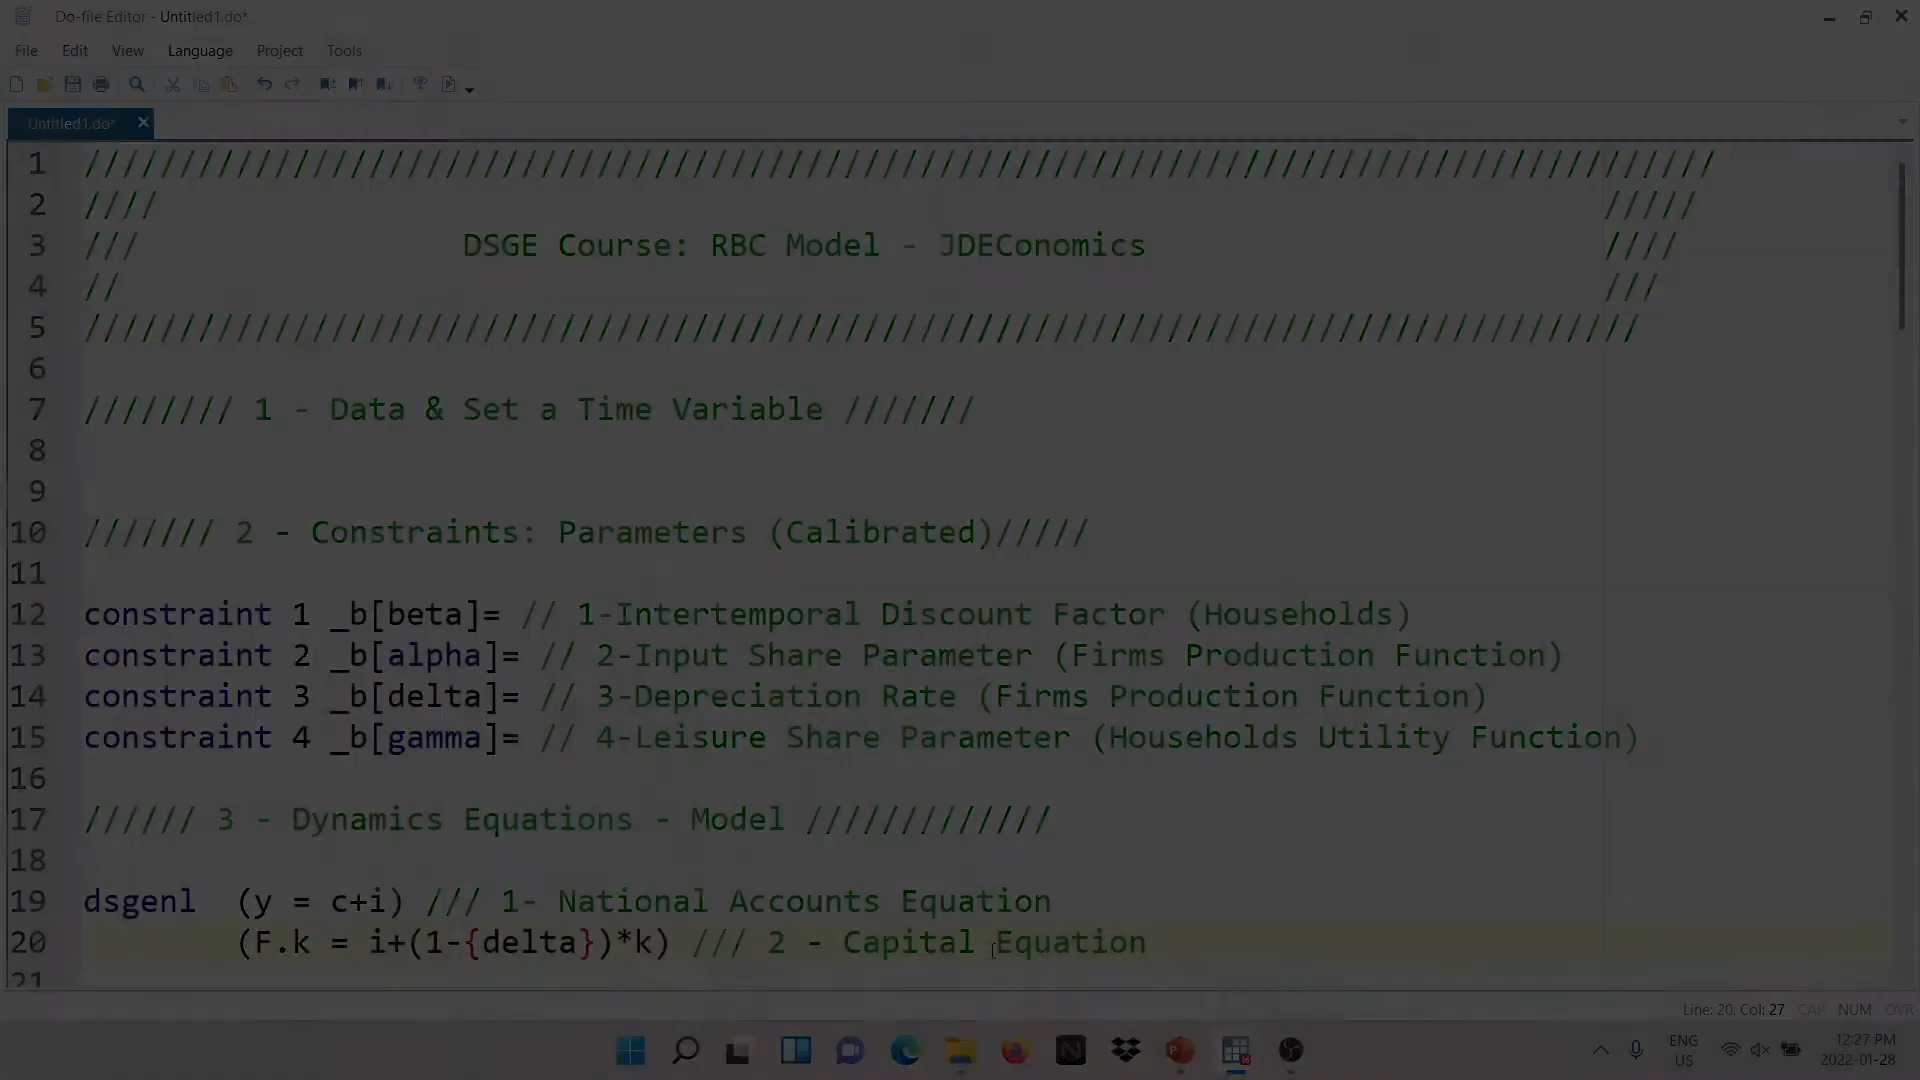 Do-file Editor - Untitled1.do*
File Edit View Language Project Tools
Untitled1.do*
1 //////////////////////////////////////////////////////////////////////////////////////
2 //// /////
3 /// DSGE Course: RBC Model - JDEConomics ////
4 // ///
5 //////////////////////////////////////////////////////////////////////////////////
6
7 //////// 1 - Data & Set a Time Variable ///////
8
9
10 /////// 2 - Constraints: Parameters (Calibrated)/////
11
12 constraint 1 _b[beta]= // 1-Intertemporal Discount Factor (Households)
13 constraint 2 _b[alpha]= // 2-Input Share Parameter (Firms Production Function)
14 constraint 3 _b[delta]= // 3-Depreciation Rate (Firms Production Function)
15 constraint 4 _b[gamma]= // 4-Leisure Share Parameter (Households Utility Function)
16
17 ////// 3 - Dynamics Equations - Model /////////////
18
19 dsgenl (y = c+i) /// 1- National Accounts Equation
20 (F.k = i+(1-{delta})*k) /// 2 - Capital Equation
21
Line: 20, Col: 27 CAP NUM OVR
ENG
US
12:27 PM
2022-01-28